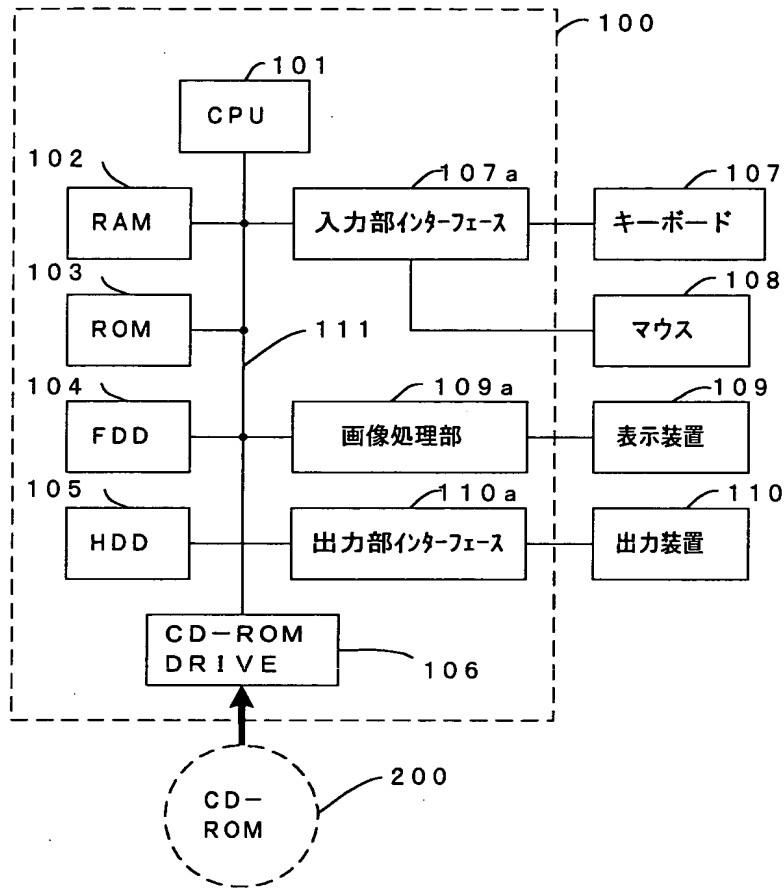 100
101
CPU
102
107a
107
RAM
入力部インターフェース
キーボード
103
108
ROM
111
マウス
104
109a
109
FDD
画像処理部
表示装置
105
110a
110
HDD
出力部インターフェース
出力装置
CD-ROM
DRIVE
106
200
CD-
ROM